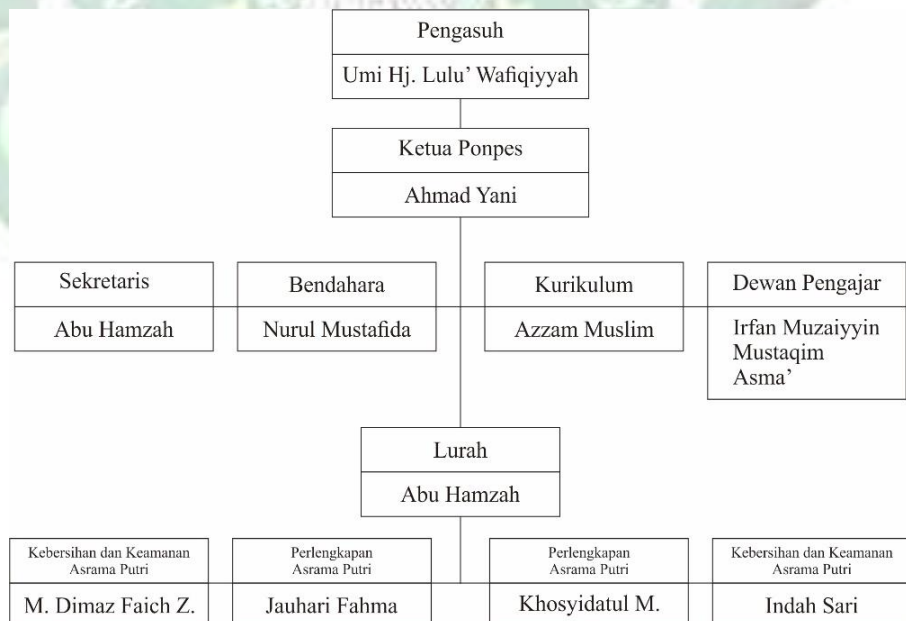 Pengasuh
Umi Hj. Lulu’ Wafiqiyyah
Ketua Ponpes
Ahmad Yani
Sekretaris
Abu Hamzah
Bendahara
Nurul Mustafida
Kurikulum
Azzam Muslim
Dewan Pengajar
Irfan Muzaiyyin
Mustaqim
Asma’
Lurah
Abu Hamzah
Kebersihan dan Keamanan
Asrama Putri
M. Dimaz Faich Z.
Perlengkapan
Asrama Putri
Jauhari Fahma
Perlengkapan
Asrama Putri
Khosyidatul M.
Kebersihan dan Keamanan
Asrama Putri
Indah Sari